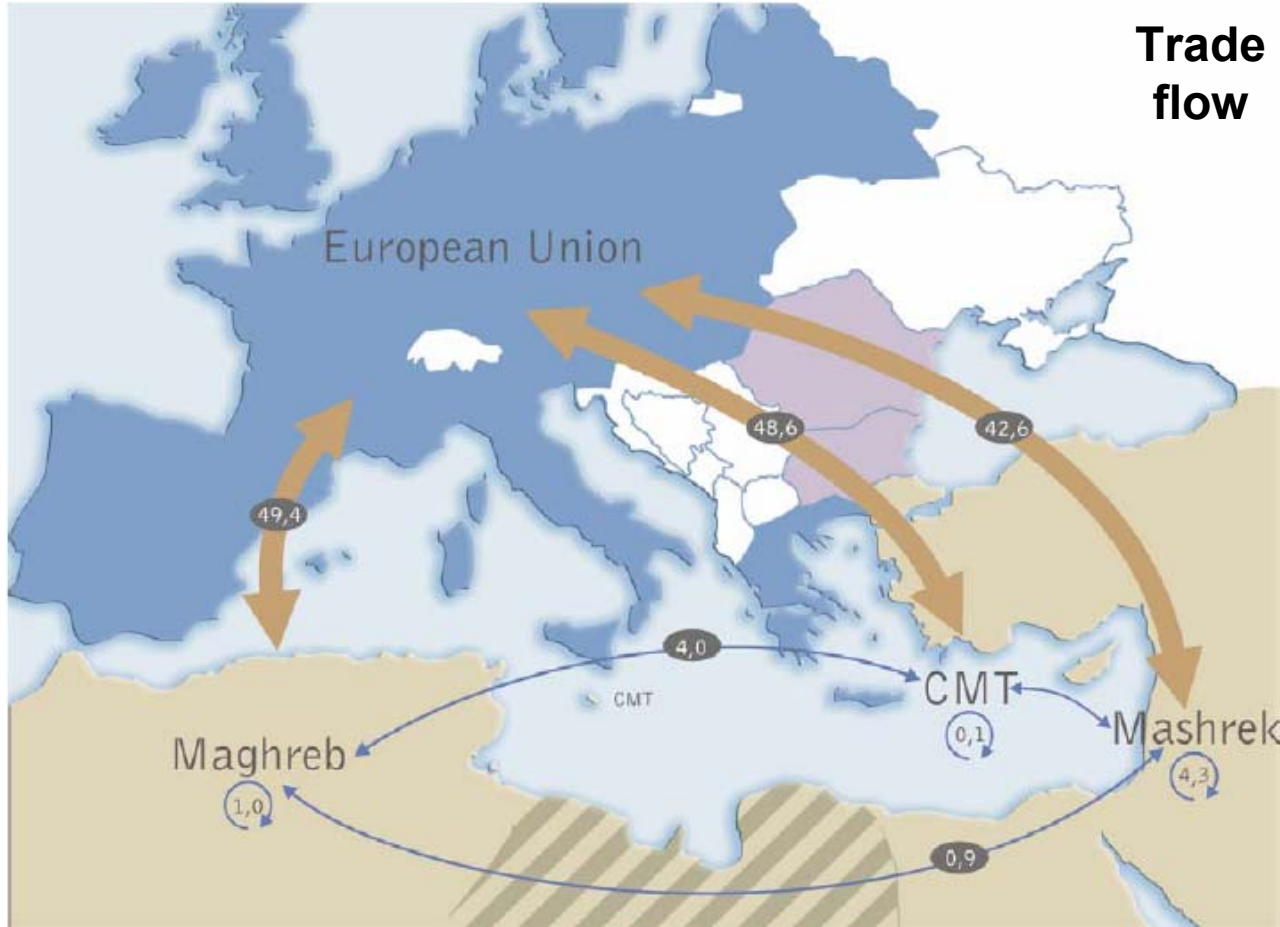 Trade
flow
European Union
48,6
42,6
49,4
4,0
CMT
CMT
0,1
Mashrek
4,3
Maghreb
1,0
0,9